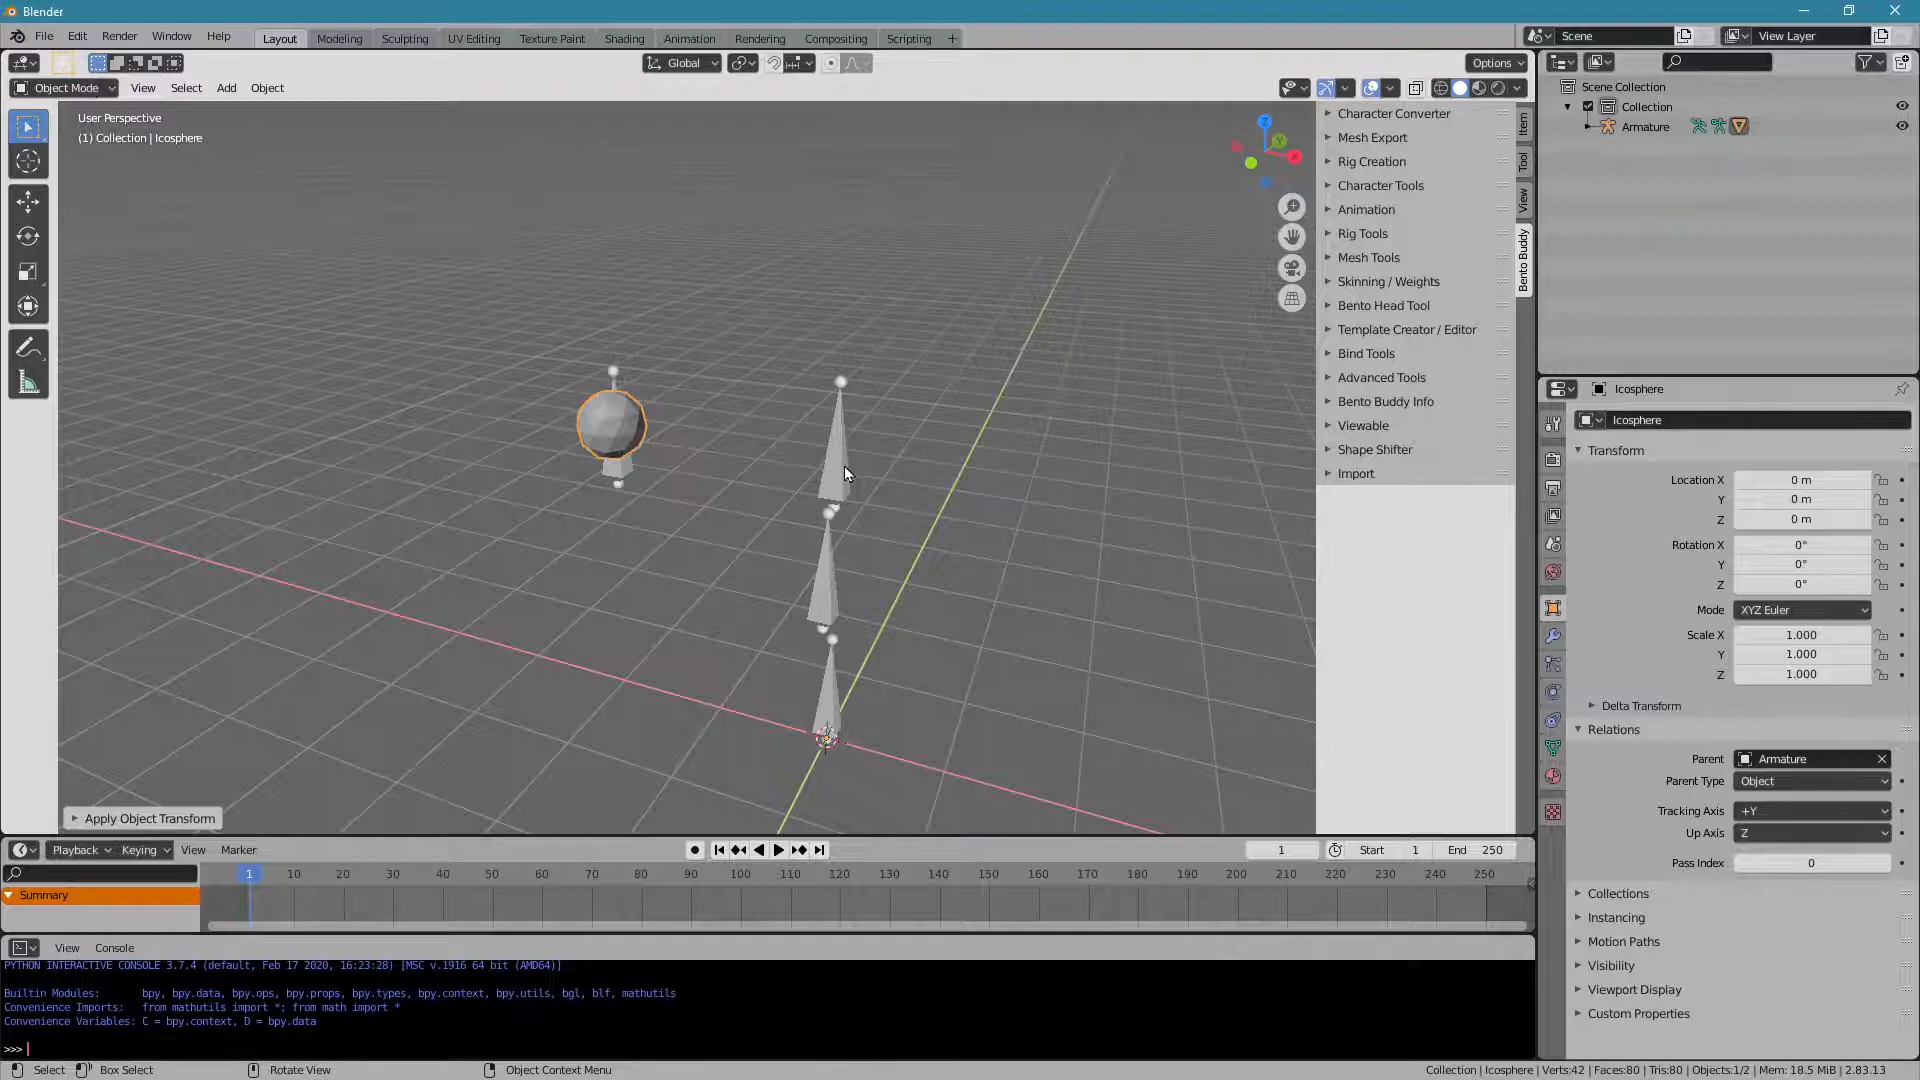 Blender
File Edit Render Window Help
Layout Modeling Sculpting UV Editing Texture Paint Shading Animation Rendering Compositing Scripting +
Scene
View Layer
Global
Options
Object Mode View Select Add Object
User Perspective
(1) Collection | Icosphere
Z
Y
X
Character Converter
Mesh Export
Rig Creation
Character Tools
Animation
Rig Tools
Mesh Tools
Skinning / Weights
Bento Head Tool
Template Creator / Editor
Bind Tools
Advanced Tools
Bento Buddy Info
Viewable
Shape Shifter
Import
Item
Tool
View
Bento Buddy
Scene Collection
Collection
Armature
Icosphere
Icosphere
Transform
Location X 0 m
Y 0 m
Z 0 m
Rotation X 0°
Y 0°
Z 0°
Mode XYZ Euler
Scale X 1.000
Y 1.000
Z 1.000
Delta Transform
Relations
Parent Armature
Parent Type Object
Tracking Axis +Y
Up Axis Z
Pass Index 0
Collections
Instancing
Motion Paths
Visibility
Viewport Display
Custom Properties
Apply Object Transform
Playback Keying View Marker
1 Start 1 End 250
1 10 20 30 40 50 60 70 80 90 100 110 120 130 140 150 160 170 180 190 200 210 220 230 240 250
Summary
View Console
PYTHON INTERACTIVE CONSOLE 3.7.4 (default, Feb 17 2020, 16:23:28) [MSC v.1916 64 bit (AMD64)]
Builtin Modules: bpy, bpy.data, bpy.ops, bpy.props, bpy.types, bpy.context, bpy.utils, bgl, blf, mathutils
Convenience Imports: from mathutils import *; from math import *
Convenience Variables: C = bpy.context, D = bpy.data
>>>
Select Box Select Rotate View Object Context Menu
Collection | Icosphere | Verts:42 | Faces:80 | Tris:80 | Objects:1/2 | Mem: 18.5 MiB | 2.83.13